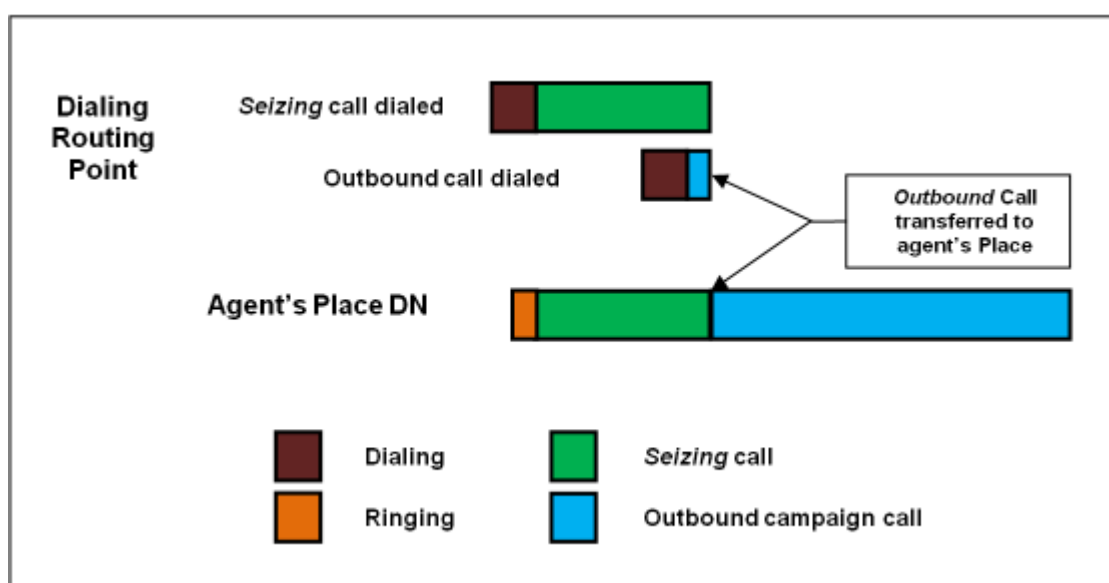 Dialing
Routing
Point
Seizing call dialed
Outbound call dialed
Outbound Call
transferred to
agent's Place
Agent's Place DN
Dialing
Seizing call
Ringing
Outbound campaign call